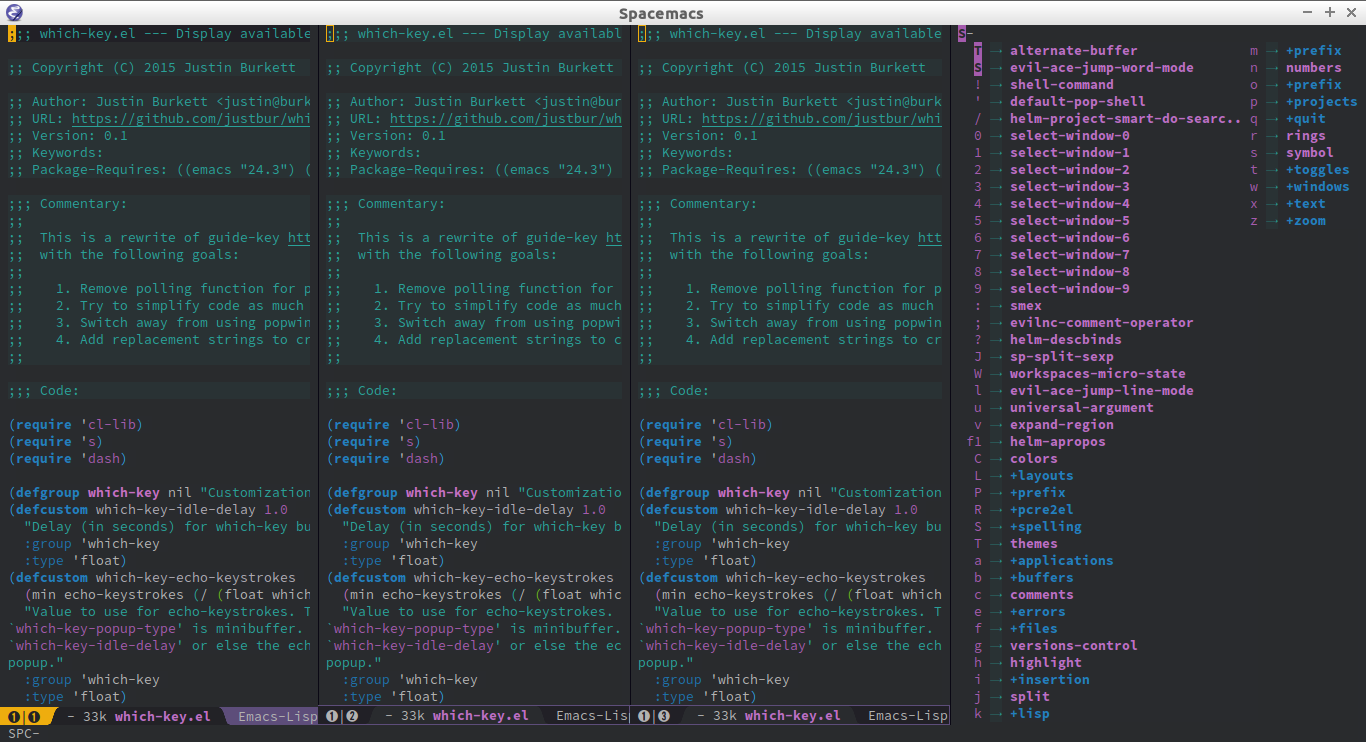 Spacemacs
;;; which-key.el --- Display available
;; Copyright (C) 2015 Justin Burkett
;; Author: Justin Burkett <justin@burk
;; URL: https://github.com/justbur/whi
;; Version: 0.1
;; Keywords:
;; Package-Requires: ((emacs "24.3") (
;;; Commentary:
;;
;;  This is a rewrite of guide-key htt
;;  with the following goals:
;;
;;    1. Remove polling function for p
;;    2. Try to simplify code as much
;;    3. Switch away from using popwin
;;    4. Add replacement strings to cr
;;
;;; Code:
(require 'cl-lib)
(require 's)
(require 'dash)
(defgroup which-key nil "Customization
(defcustom which-key-idle-delay 1.0
  "Delay (in seconds) for which-key bu
  :group 'which-key
  :type 'float)
(defcustom which-key-echo-keystrokes
  (min echo-keystrokes (/ (float which
  "Value to use for echo-keystrokes. T
`which-key-popup-type' is minibuffer.
`which-key-idle-delay' or else the ech
popup."
  :group 'which-key
  :type 'float)
❶|❶ - 33k which-key.el Emacs-Lisp
;;; which-key.el --- Display availabl
;; Copyright (C) 2015 Justin Burkett
;; Author: Justin Burkett <justin@bur
;; URL: https://github.com/justbur/wh
;; Version: 0.1
;; Keywords:
;; Package-Requires: ((emacs "24.3")
;;; Commentary:
;;
;;  This is a rewrite of guide-key ht
;;  with the following goals:
;;
;;    1. Remove polling function for
;;    2. Try to simplify code as much
;;    3. Switch away from using popwi
;;    4. Add replacement strings to c
;;
;;; Code:
(require 'cl-lib)
(require 's)
(require 'dash)
(defgroup which-key nil "Customizatio
(defcustom which-key-idle-delay 1.0
  "Delay (in seconds) for which-key b
  :group 'which-key
  :type 'float)
(defcustom which-key-echo-keystrokes
  (min echo-keystrokes (/ (float whic
  "Value to use for echo-keystrokes.
`which-key-popup-type' is minibuffer.
`which-key-idle-delay' or else the ec
popup."
  :group 'which-key
  :type 'float)
❶|❷ - 33k which-key.el Emacs-Lis
;;; which-key.el --- Display available
;; Copyright (C) 2015 Justin Burkett
;; Author: Justin Burkett <justin@burk
;; URL: https://github.com/justbur/whi
;; Version: 0.1
;; Keywords:
;; Package-Requires: ((emacs "24.3") (
;;; Commentary:
;;
;;  This is a rewrite of guide-key htt
;;  with the following goals:
;;
;;    1. Remove polling function for p
;;    2. Try to simplify code as much
;;    3. Switch away from using popwin
;;    4. Add replacement strings to cr
;;
;;; Code:
(require 'cl-lib)
(require 's)
(require 'dash)
(defgroup which-key nil "Customization
(defcustom which-key-idle-delay 1.0
  "Delay (in seconds) for which-key bu
  :group 'which-key
  :type 'float)
(defcustom which-key-echo-keystrokes
  (min echo-keystrokes (/ (float which
  "Value to use for echo-keystrokes. T
`which-key-popup-type' is minibuffer.
`which-key-idle-delay' or else the ech
popup."
  :group 'which-key
  :type 'float)
❶|❸ - 33k which-key.el Emacs-Lisp
S-
T → alternate-buffer m → +prefix
S → evil-ace-jump-word-mode n → numbers
! → shell-command o → +prefix
' → default-pop-shell p → +projects
/ → helm-project-smart-do-searc.. q → +quit
0 → select-window-0 r → rings
1 → select-window-1 s → symbol
2 → select-window-2 t → +toggles
3 → select-window-3 w → +windows
4 → select-window-4 x → +text
5 → select-window-5 z → +zoom
6 → select-window-6
7 → select-window-7
8 → select-window-8
9 → select-window-9
: → smex
; → evilnc-comment-operator
? → helm-descbinds
J → sp-split-sexp
W → workspaces-micro-state
l → evil-ace-jump-line-mode
u → universal-argument
v → expand-region
f1 → helm-apropos
C → colors
L → +layouts
P → +prefix
R → +pcre2el
S → +spelling
T → themes
a → +applications
b → +buffers
c → comments
e → +errors
f → +files
g → versions-control
h → highlight
i → +insertion
j → split
k → +lisp
SPC-